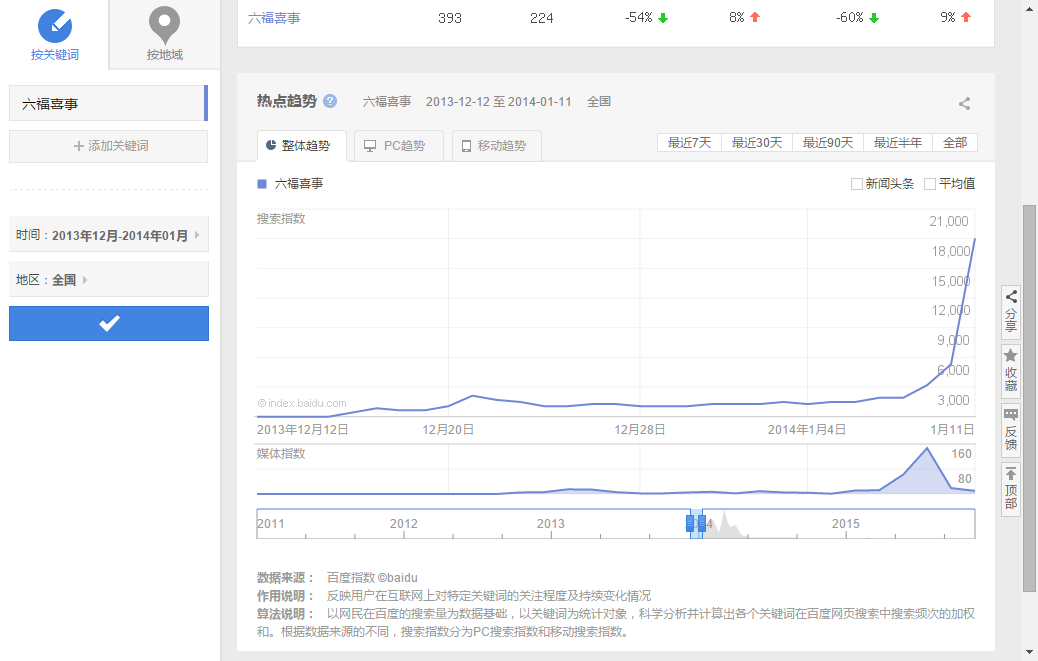 按关键词
按地域
六福喜事
+ 添加关键词
时间：2013年12月-2014年01月
地区：全国
六福喜事 393 224 -54% 8% -60% 9%
热点趋势 ? 六福喜事 2013-12-12 至 2014-01-11 全国
整体趋势 PC趋势 移动趋势
最近7天 最近30天 最近90天 最近半年 全部
六福喜事
新闻头条 平均值
搜索指数
21,000
18,000
15,000
12,000
9,000
6,000
3,000
© index.baidu.com
2013年12月12日 12月20日 12月28日 2014年1月4日 1月11日
媒体指数
160
80
2011 2012 2013 2014 2015
数据来源： 百度指数 ©baidu
作用说明： 反映用户在互联网上对特定关键词的关注程度及持续变化情况
算法说明： 以网民在百度的搜索量为数据基础，以关键词为统计对象，科学分析并计算出各个关键词在百度网页搜索中搜索频次的加权
和。根据数据来源的不同，搜索指数分为PC搜索指数和移动搜索指数。
分享
收藏
反馈
顶部